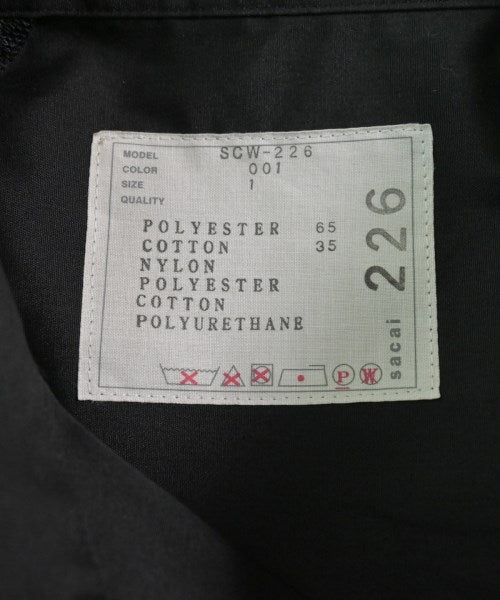 MODEL SCW-226
COLOR 001
SIZE 1
QUALITY
POLYESTER 65
COTTON 35
NYLON
POLYESTER
COTTON
POLYURETHANE
P W
sacai 226